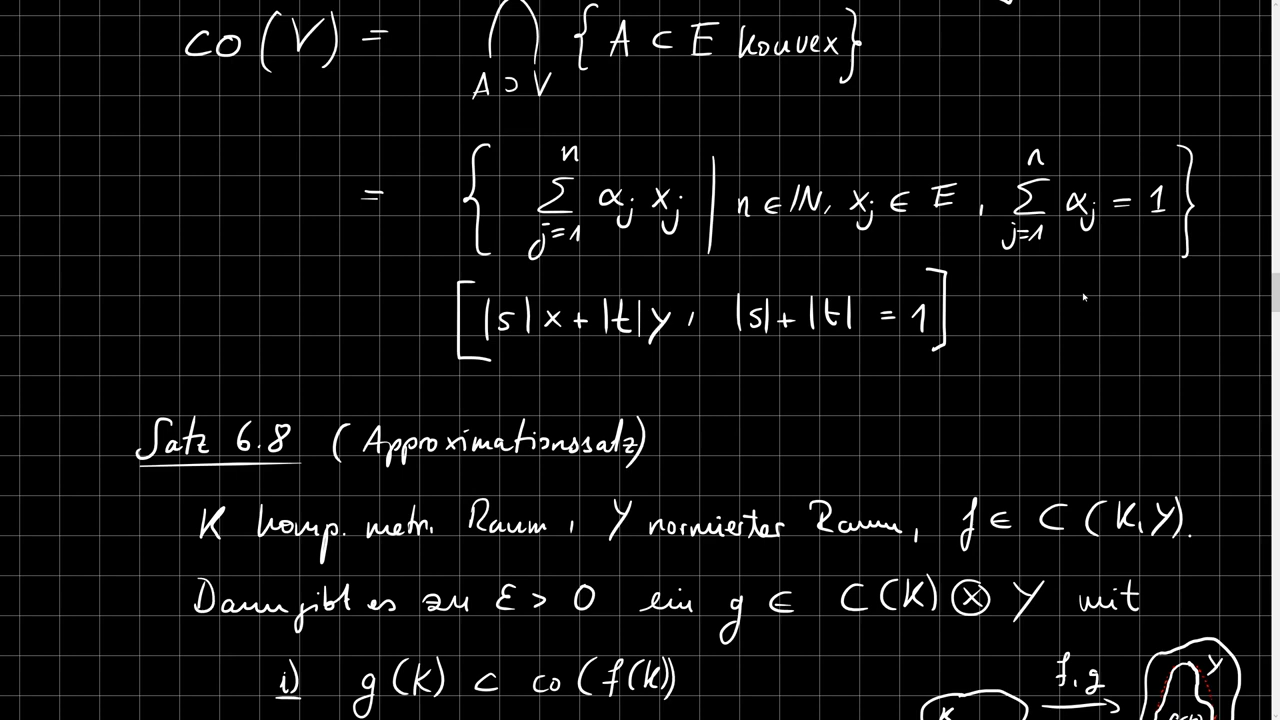 co(V) = ⋂_{A ⊃ V} {A ⊂ E konvex}
= { ∑_{j=1}^{n} α_j x_j | n ∈ ℕ, x_j ∈ E, ∑_{j=1}^{n} α_j = 1 }
[ |s| x + |t| y, |s| + |t| = 1 ]
Satz 6.8 (Approximationssatz)
K komp. metr. Raum, Y normierter Raum, f ∈ C(K,Y).
Dann gibt es zu ε > 0 ein g ∈ C(K) ⊗ Y mit
i) g(K) ⊂ co(f(K))
f, g
Y
K